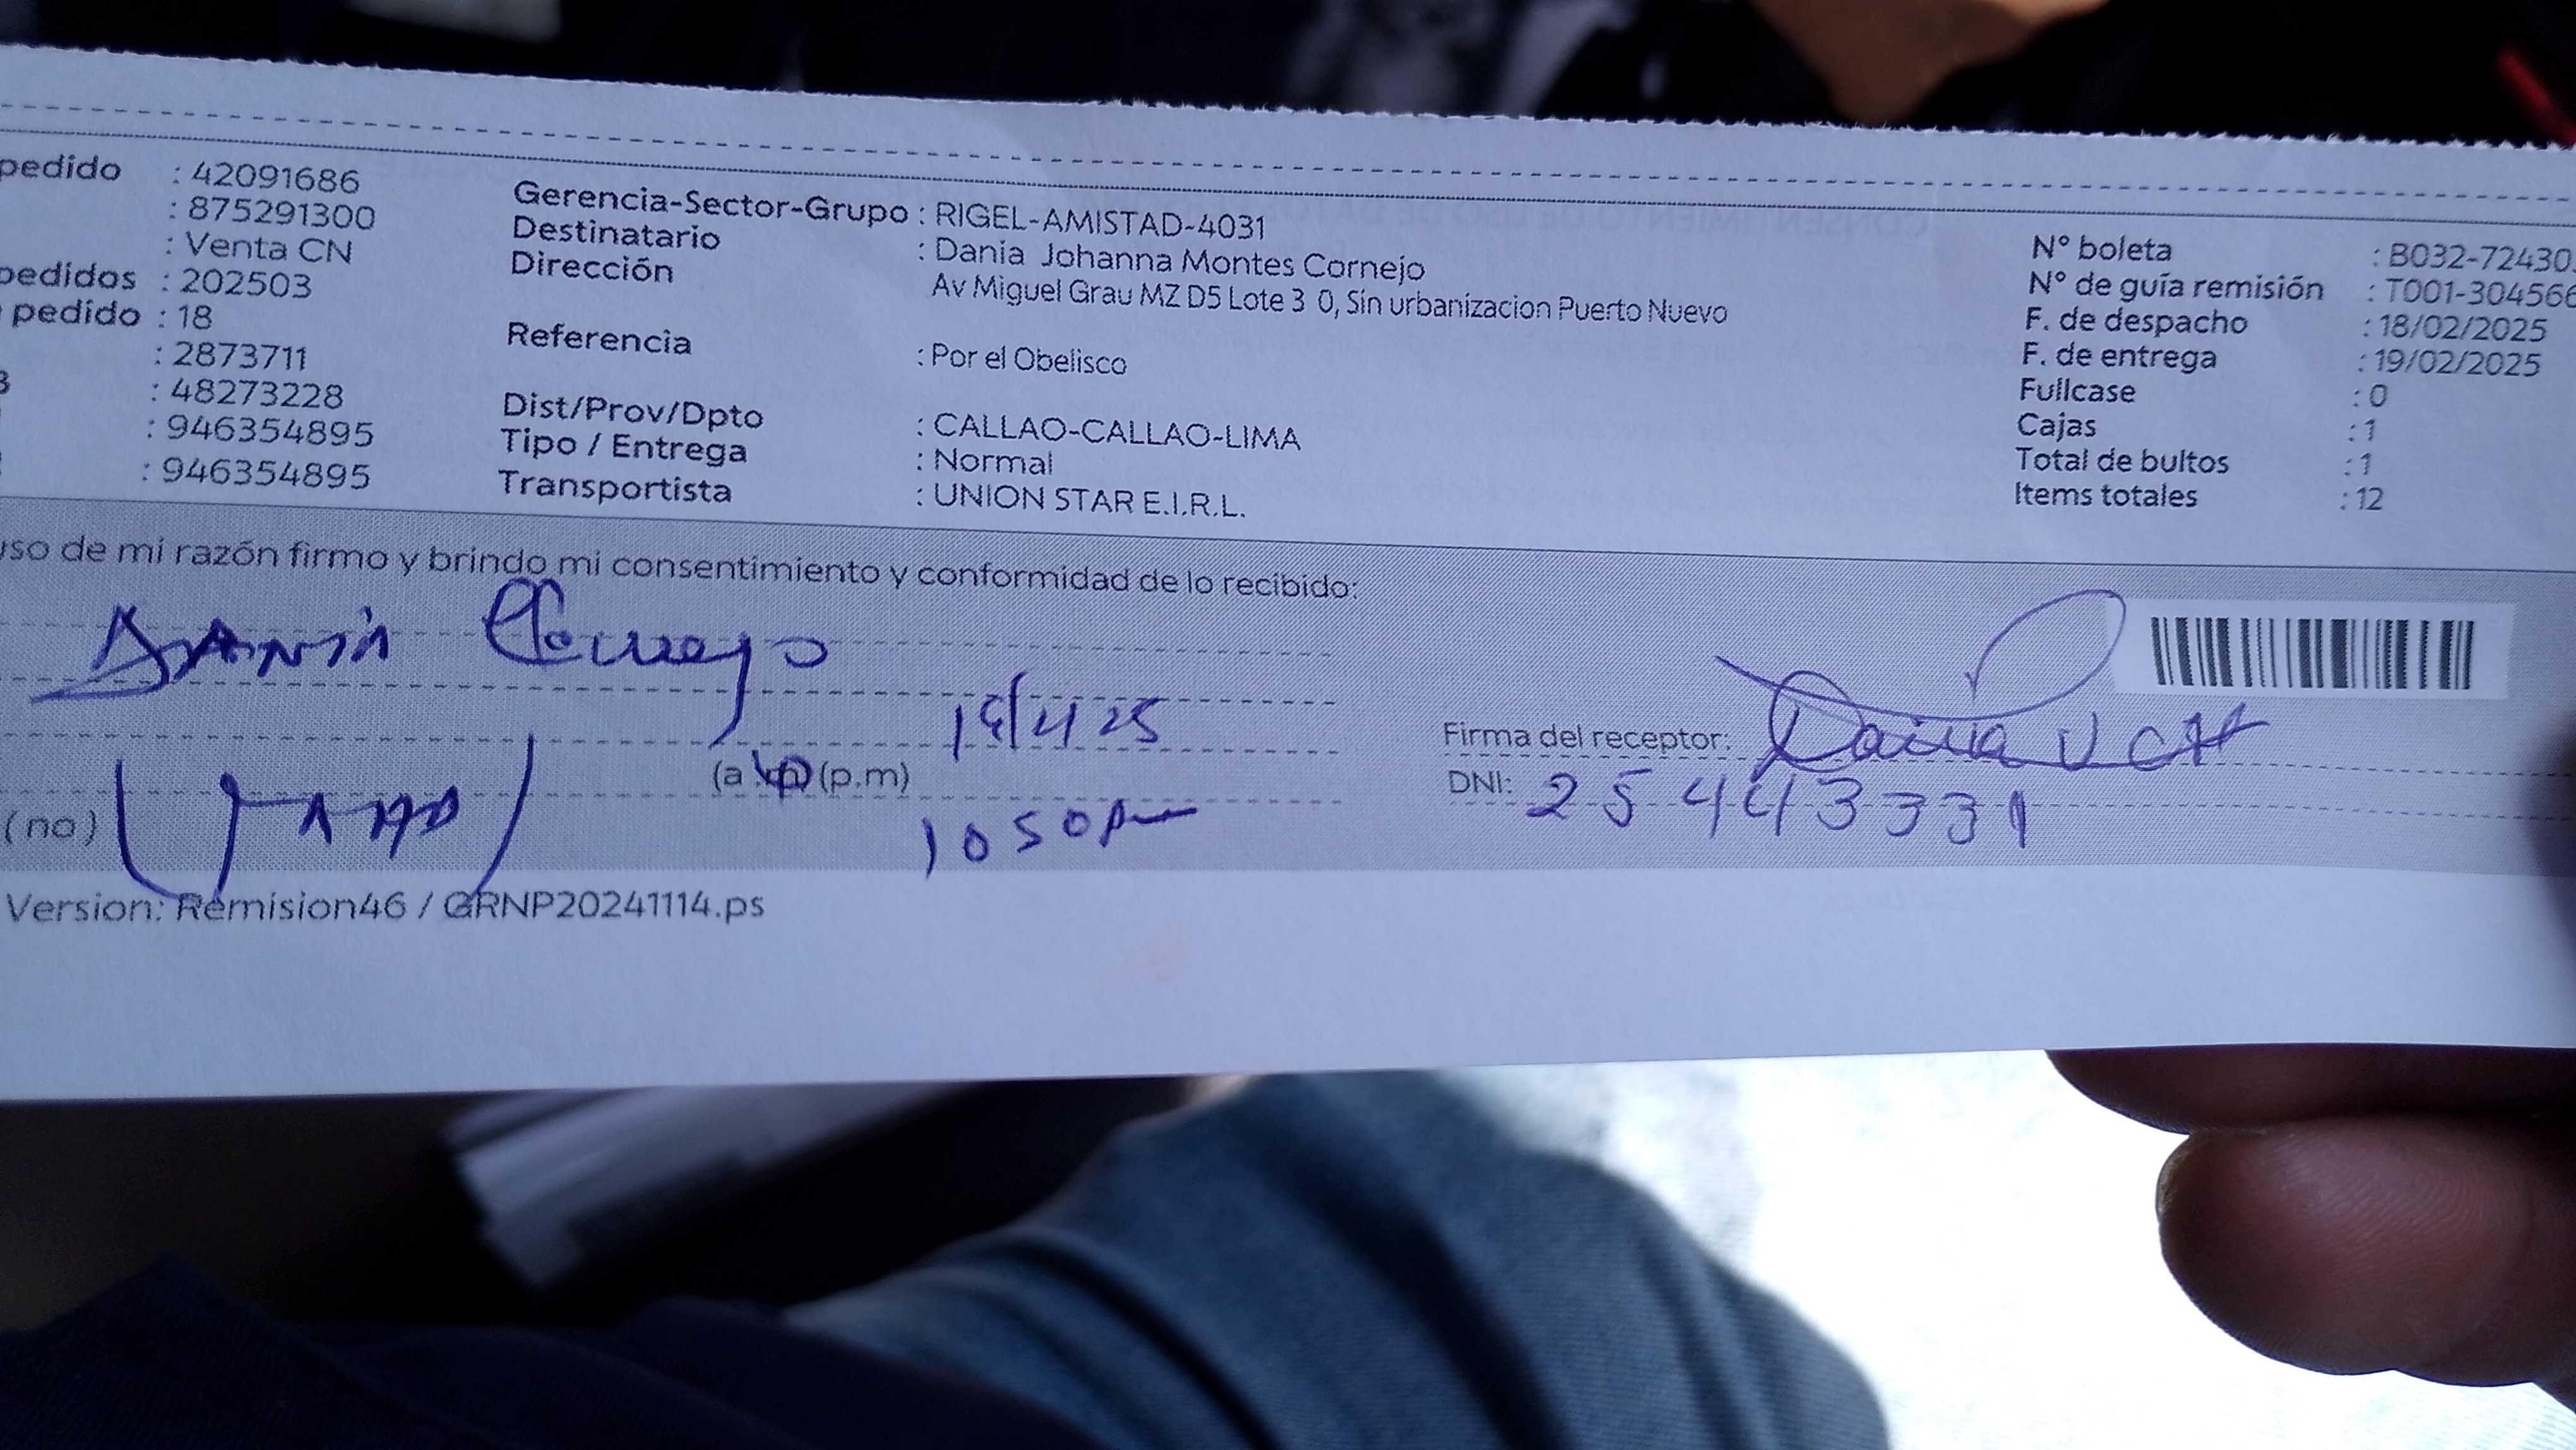 pedido : 42091686
: 875291300
: Venta CN
pedidos : 202503
pedido : 18
: 2873711
: 48273228
: 946354895
: 946354895
Gerencia-Sector-Grupo : RIGEL-AMISTAD-4031
Destinatario : Dania Johanna Montes Cornejo
Dirección Av Miguel Grau MZ D5 Lote 3 0, Sin urbanizacion Puerto Nuevo
Referencia : Por el Obelisco
Dist/Prov/Dpto : CALLAO-CALLAO-LIMA
Tipo / Entrega : Normal
Transportista : UNION STAR E.I.R.L.
Nº boleta : B032-72430
Nº de guía remisión : T001-304566
F. de despacho : 18/02/2025
F. de entrega : 19/02/2025
Fullcase : 0
Cajas : 1
Total de bultos : 1
Items totales : 12
uso de mi razón firmo y brindo mi consentimiento y conformidad de lo recibido:
DANIA Cornejo
(p.m)
1050pm
(no)
Firma del receptor:
DNI: 25443331
Version: Remision46 / GRNP20241114.ps